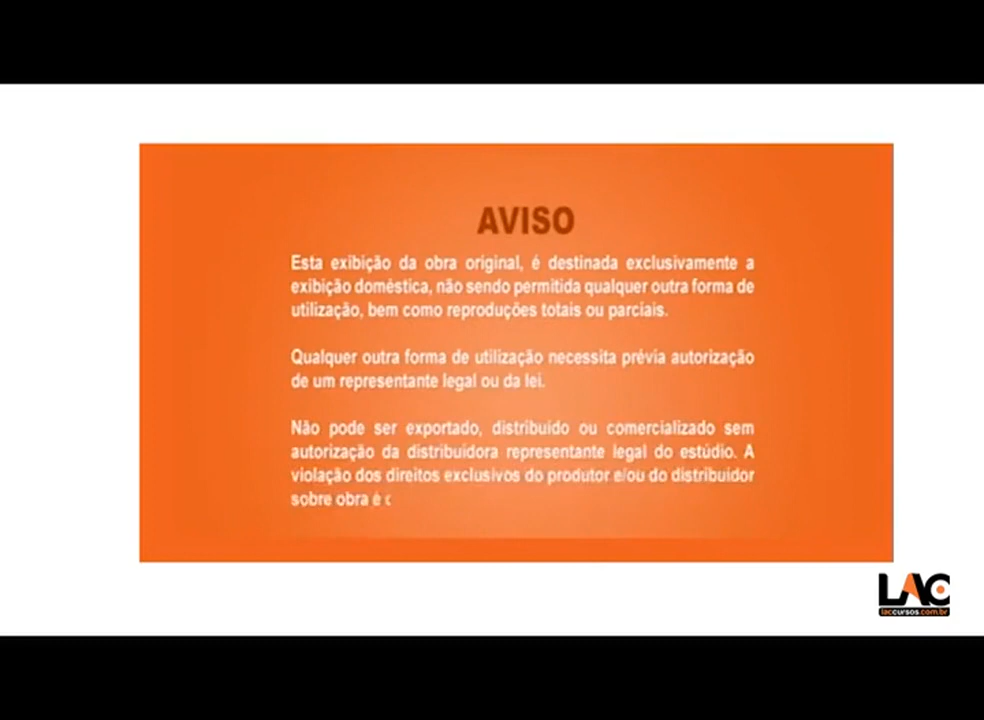 AVISO
Esta exibição da obra original, é destinada exclusivamente a
exibição doméstica, não sendo permitida qualquer outra forma de
utilização, bem como reproduções totais ou parciais.
Qualquer outra forma de utilização necessita prévia autorização
de um representante legal ou da lei.
Não pode ser exportado, distribuído ou comercializado sem
autorização da distribuidora representante legal do estúdio. A
violação dos direitos exclusivos do produtor e/ou do distribuidor
sobre obra é c
LAC
laccursos.com.br